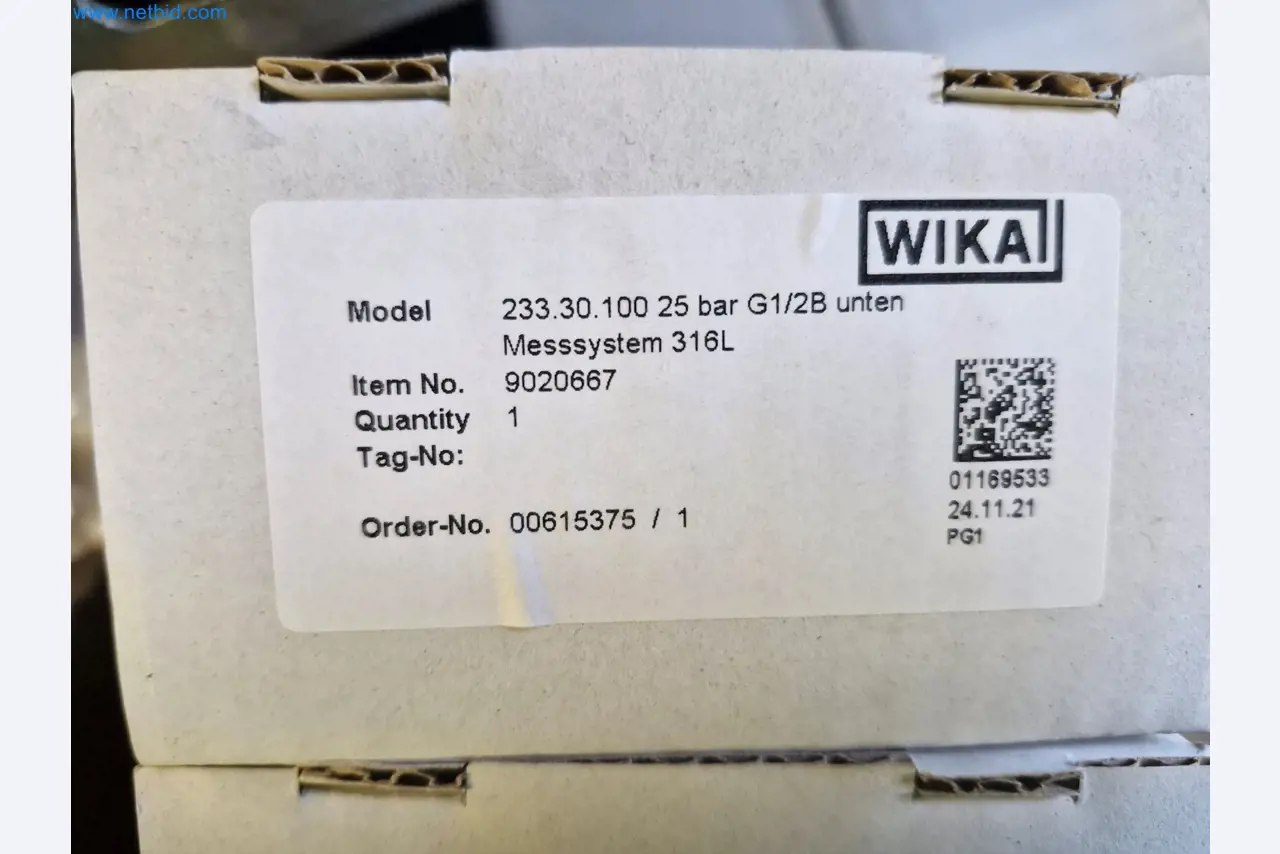 www.netbid.com
WIKA
Model 233.30.100 25 bar G1/2B unten
Messsystem 316L
Item No. 9020667
Quantity 1
Tag-No:
01169533
24.11.21
Order-No. 00615375 / 1
PG1